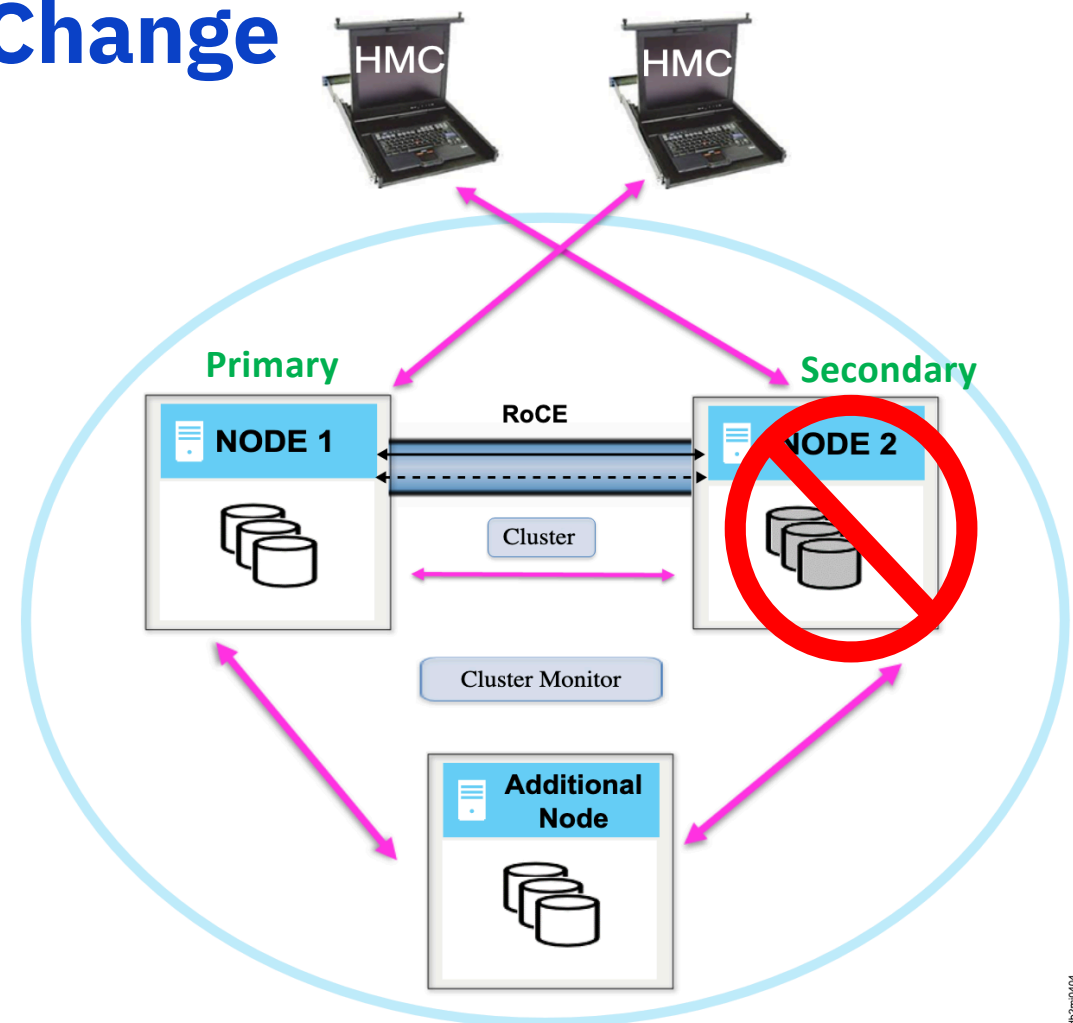 Change
HMC
HMC
Primary
Secondary
NODE 1
RoCE
NODE 2
Cluster
Cluster Monitor
Additional
Node